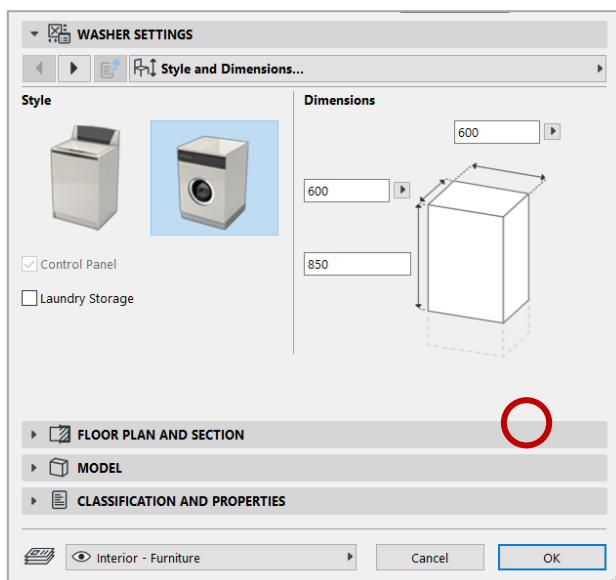 WASHER SETTINGS
Style and Dimensions...
Style
Dimensions
600
600
850
Control Panel
Laundry Storage
FLOOR PLAN AND SECTION
MODEL
CLASSIFICATION AND PROPERTIES
Interior - Furniture
Cancel
OK